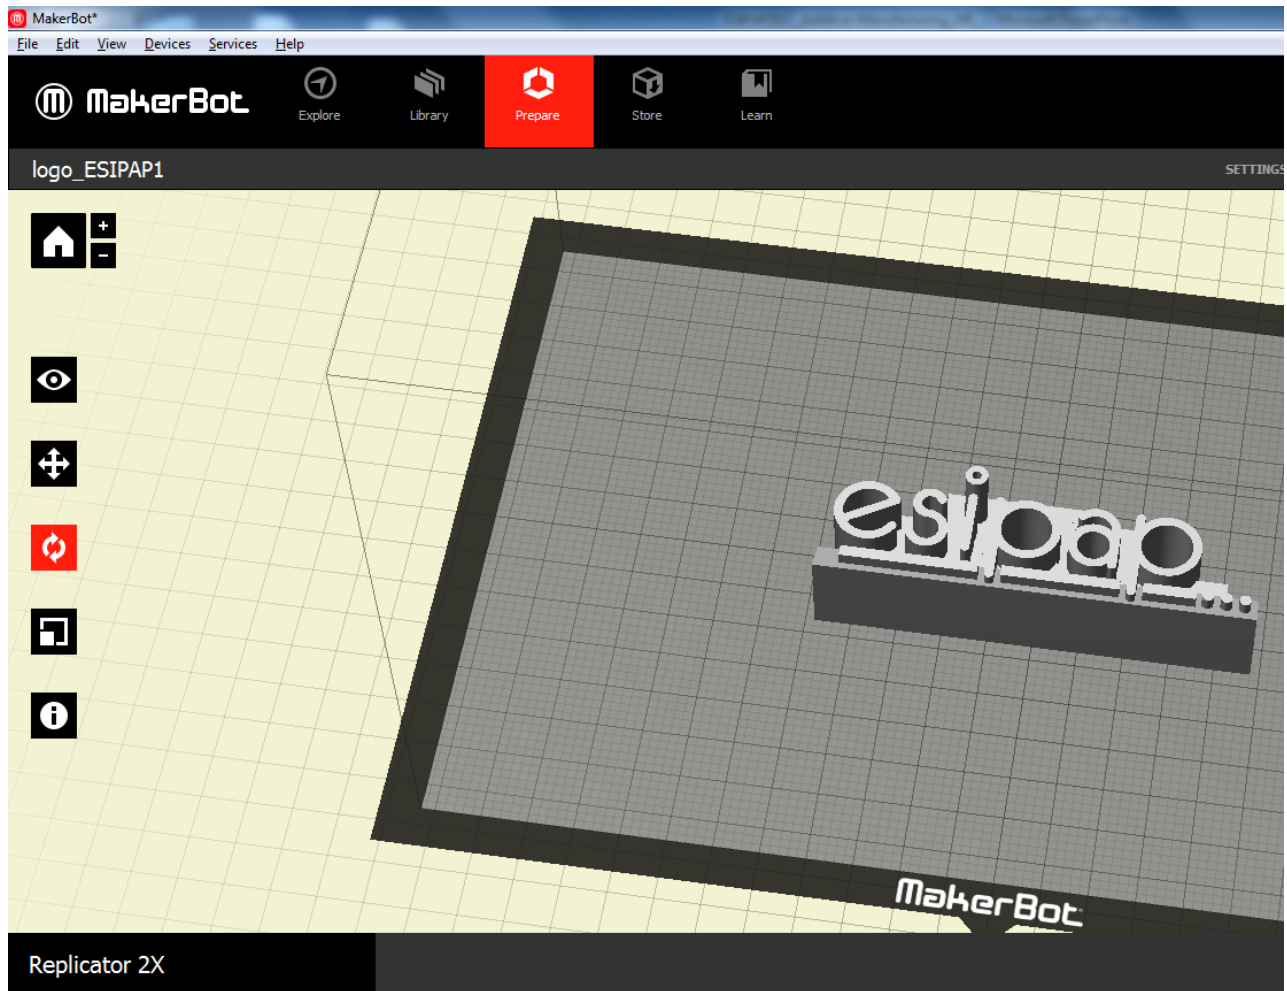 MakerBot*
File Edit View Devices Services Help
MakerBot
Explore Library Prepare Store Learn
logo_ESIPAP1
SETTINGS
+
-
esipap
MakerBot
Replicator 2X